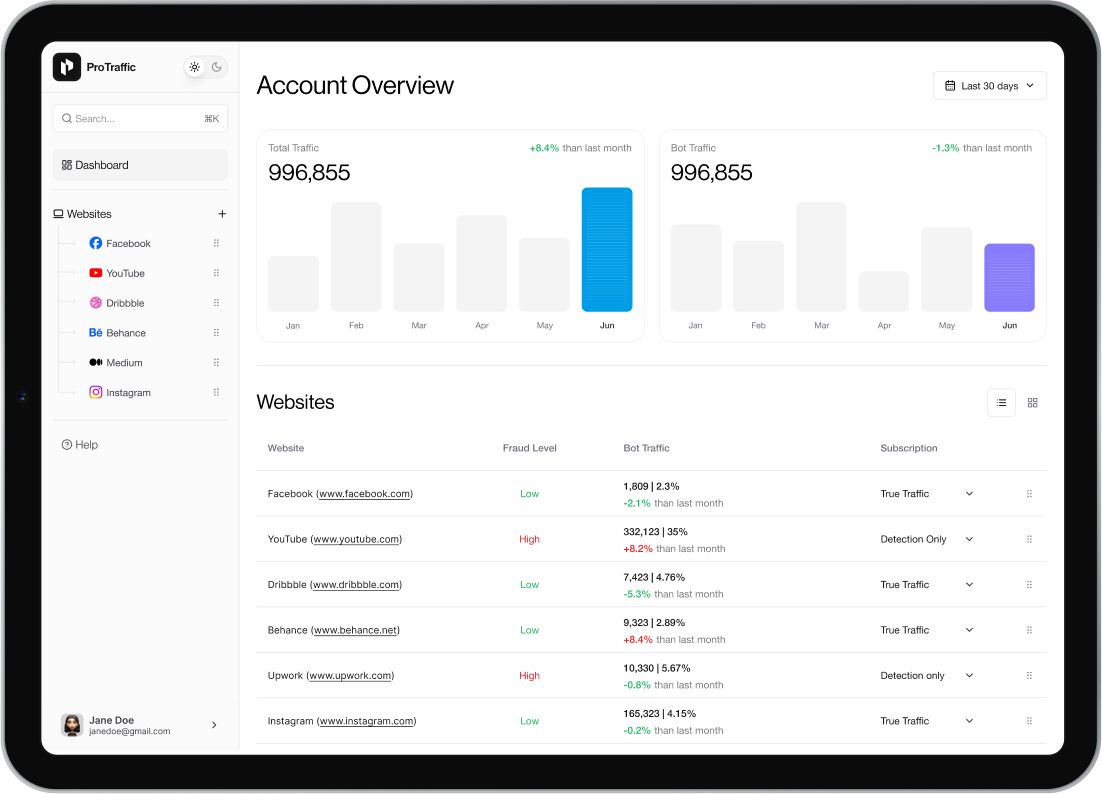 ProTraffic
Search... ⌘K
Dashboard
Websites +
Facebook
YouTube
Dribbble
Bē Behance
Medium
Instagram
Help
Jane Doe
janedoe@gmail.com
Account Overview
Last 30 days
Total Traffic +8.4% than last month
996,855
Jan Feb Mar Apr May Jun
Bot Traffic -1.3% than last month
996,855
Jan Feb Mar Apr May Jun
Websites
Website Fraud Level Bot Traffic Subscription
Facebook (www.facebook.com) Low 1,809 | 2.3% True Traffic
-2.1% than last month
YouTube (www.youtube.com) High 332,123 | 35% Detection Only
+8.2% than last month
Dribbble (www.dribbble.com) Low 7,423 | 4.76% True Traffic
-5.3% than last month
Behance (www.behance.net) Low 9,323 | 2.89% True Traffic
+8.4% than last month
Upwork (www.upwork.com) High 10,330 | 5.67% Detection only
-0.8% than last month
Instagram (www.instagram.com) Low 165,323 | 4.15% True Traffic
-0.2% than last month